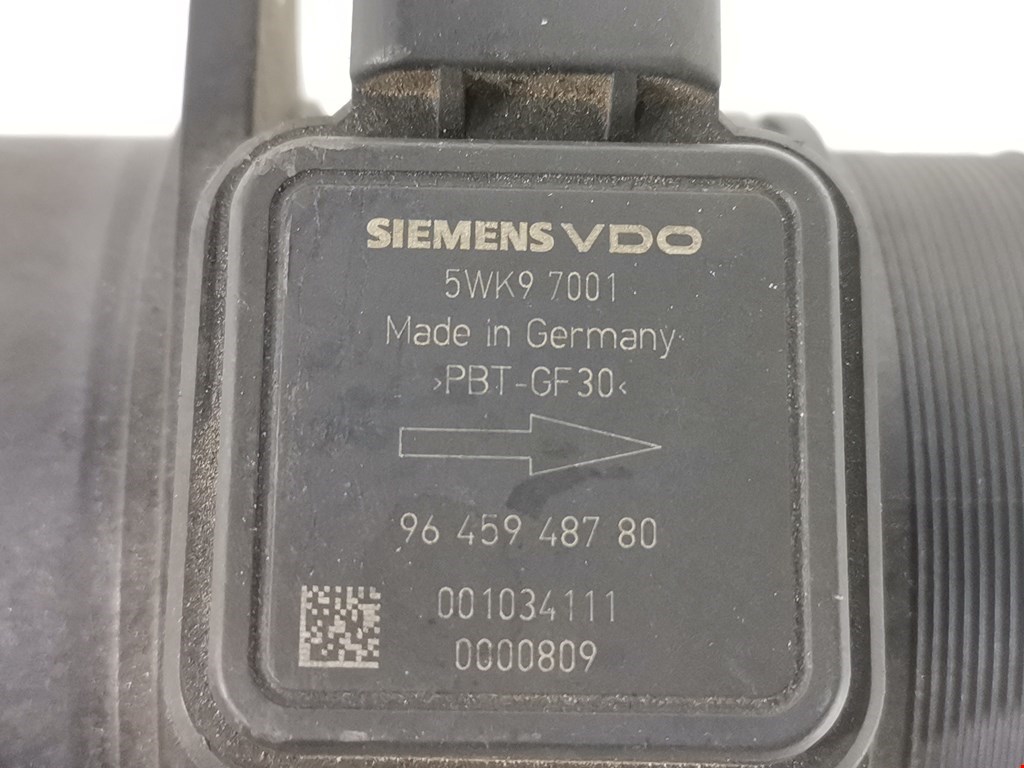 SIEMENS VDO
5WK9 7001
Made in Germany
>PBT-GF30<
96 459 487 80
001034111
0000809